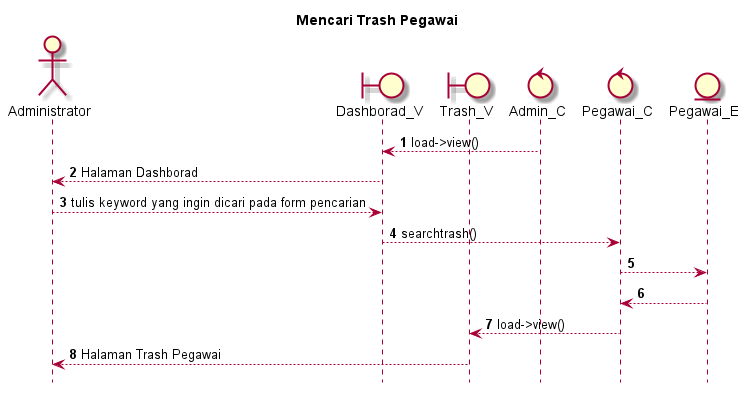 Mencari Trash Pegawai
Administrator
Dashborad_V
Trash_V
Admin_C
Pegawai_C
Pegawai_E
1 load->view()
2 Halaman Dashborad
3 tulis keyword yang ingin dicari pada form pencarian
4 searchtrash()
5
6
7 load->view()
8 Halaman Trash Pegawai